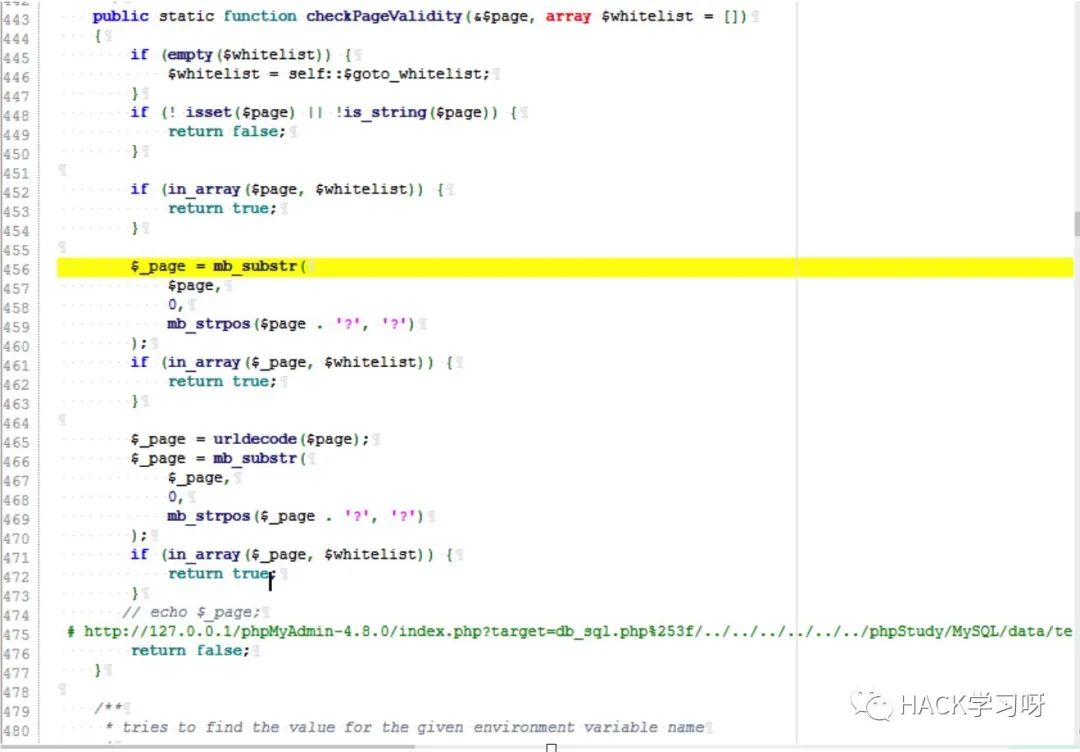 443 public static function checkPageValidity(&$page, array $whitelist = [])
444 {
445 if (empty($whitelist)) {
446 $whitelist = self::$goto_whitelist;
447 }
448 if (! isset($page) || !is_string($page)) {
449 return false;
450 }
451
452 if (in_array($page, $whitelist)) {
453 return true;
454 }
455
456 $_page = mb_substr(
457 $page,
458 0,
459 mb_strpos($page . '?', '?')
460 );
461 if (in_array($_page, $whitelist)) {
462 return true;
463 }
464
465 $_page = urldecode($page);
466 $_page = mb_substr(
467 $_page,
468 0,
469 mb_strpos($_page . '?', '?')
470 );
471 if (in_array($_page, $whitelist)) {
472 return true;
473 }
474 // echo $_page;
475 # http://127.0.0.1/phpMyAdmin-4.8.0/index.php?target=db_sql.php%253f/../../../../../../phpStudy/MySQL/data/te
476 return false;
477 }
478
479 /**
480 * tries to find the value for the given environment variable name
HACK学习呀